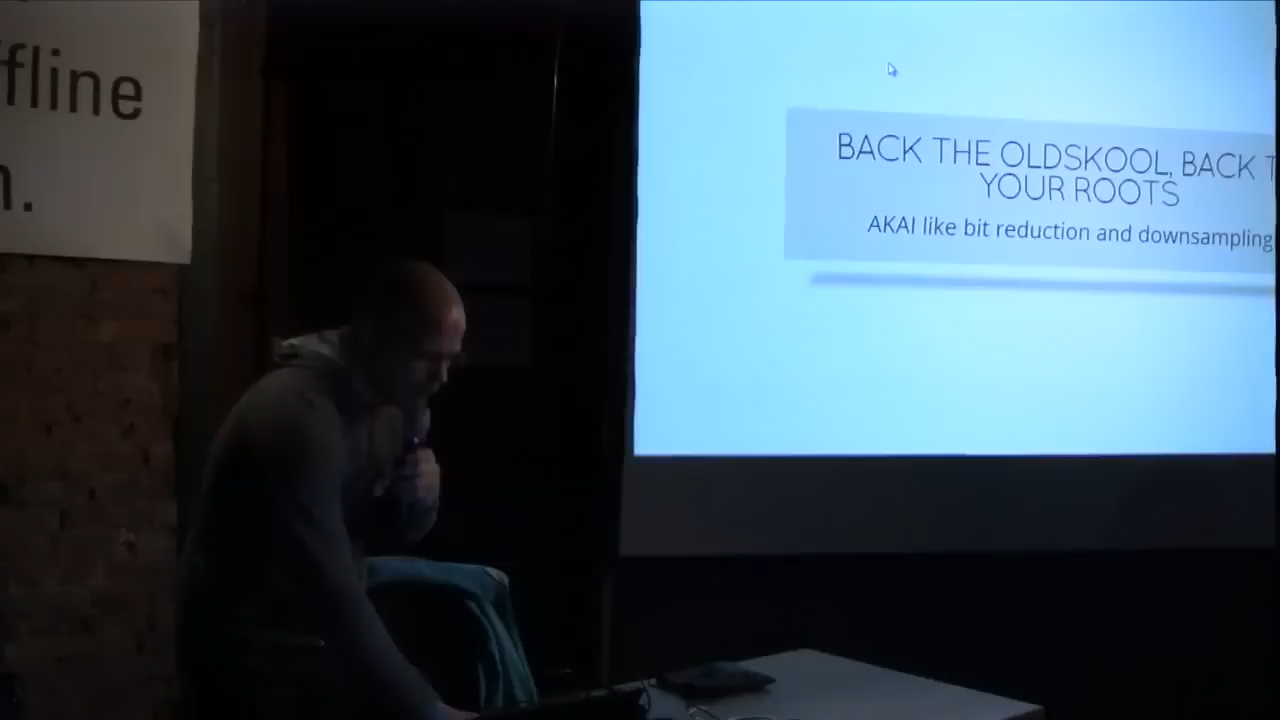 ffline
n.
BACK THE OLDSKOOL, BACK T
YOUR ROOTS
AKAI like bit reduction and downsampling